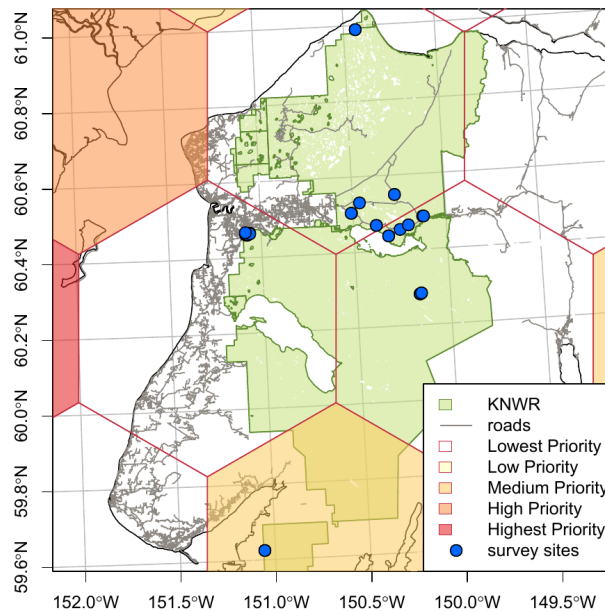 61.0°N
60.8°N
60.6°N
60.4°N
60.2°N
60.0°N
59.8°N
59.6°N
KNWR
roads
Lowest Priority
Low Priority
Medium Priority
High Priority
Highest Priority
survey sites
152.0°W 151.5°W 151.0°W 150.5°W 150.0°W 149.5°W